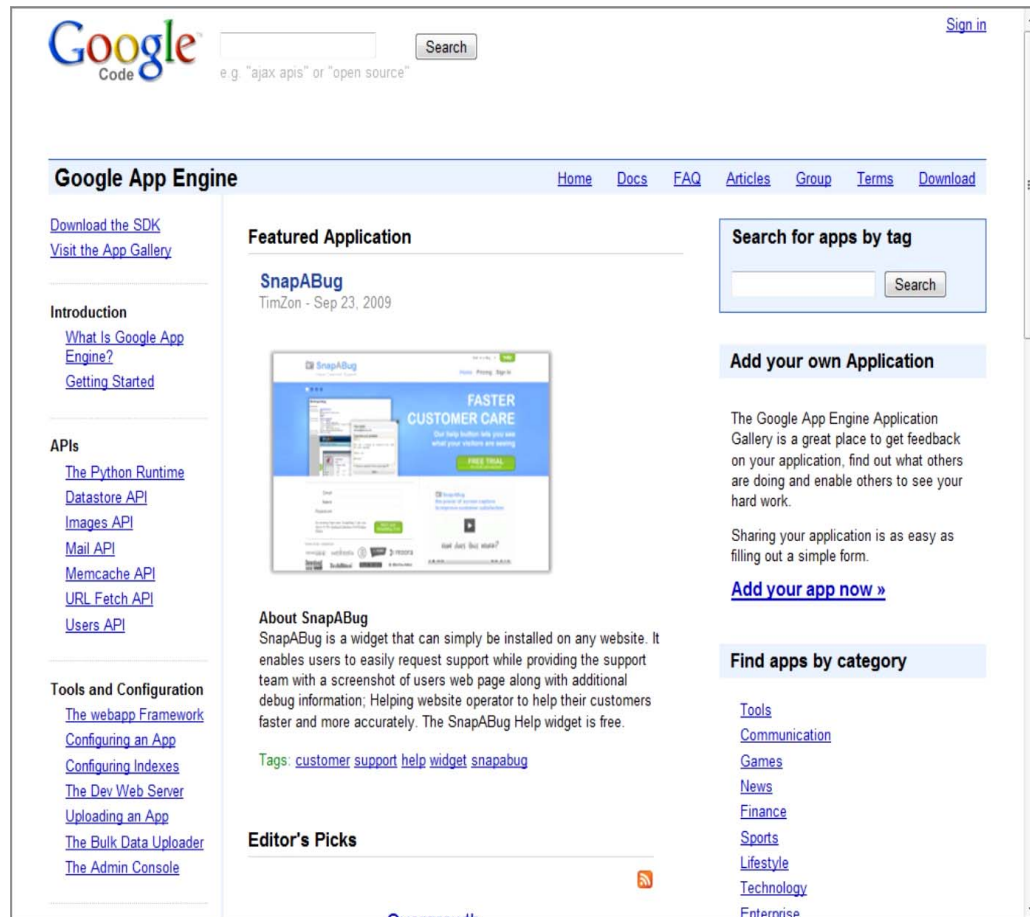 Google
Code
Search
e.g. "ajax apis" or "open source"
Sign in
Google App Engine
Home Docs FAQ Articles Group Terms Download
Download the SDK
Visit the App Gallery
Introduction
What Is Google App
Engine?
Getting Started
APIs
The Python Runtime
Datastore API
Images API
Mail API
Memcache API
URL Fetch API
Users API
Tools and Configuration
The webapp Framework
Configuring an App
Configuring Indexes
The Dev Web Server
Uploading an App
The Bulk Data Uploader
The Admin Console
Featured Application
SnapABug
TimZon - Sep 23, 2009
SnapABug
Home Pricing Sign In
FASTER
CUSTOMER CARE
Our help button lets you see
what your visitors are seeing
FREE TRIAL
About SnapABug
SnapABug is a widget that can simply be installed on any website. It
enables users to easily request support while providing the support
team with a screenshot of users web page along with additional
debug information; Helping website operator to help their customers
faster and more accurately. The SnapABug Help widget is free.
Tags: customer support help widget snapabug
Editor's Picks
Search for apps by tag
Search
Add your own Application
The Google App Engine Application
Gallery is a great place to get feedback
on your application, find out what others
are doing and enable others to see your
hard work.
Sharing your application is as easy as
filling out a simple form.
Add your app now »
Find apps by category
Tools
Communication
Games
News
Finance
Sports
Lifestyle
Technology
Enterprise